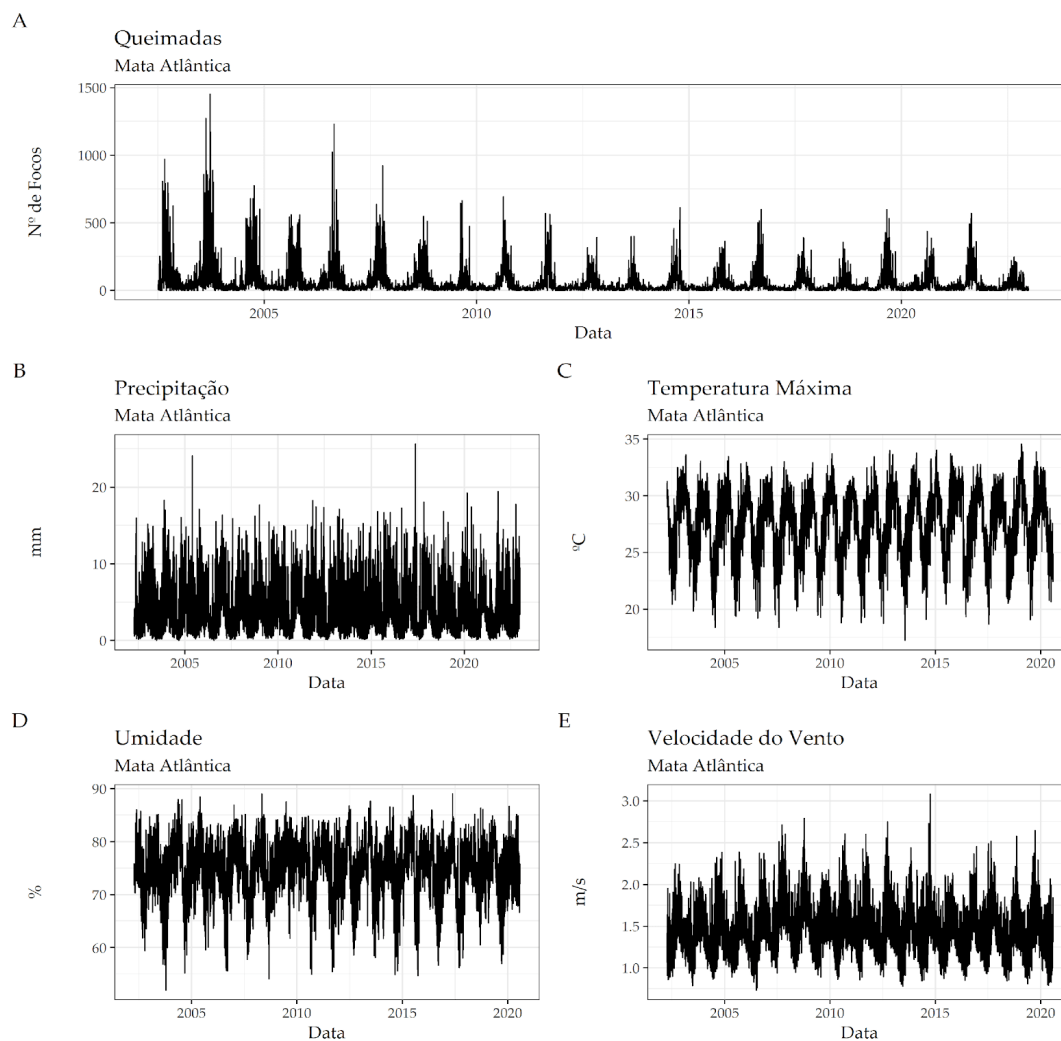 A
Queimadas
Mata Atlântica
1500
1000
500
0
Nº de Focos
2005
2010
2015
2020
Data
B
Precipitação
Mata Atlântica
20
10
0
mm
2005
2010
2015
2020
Data
C
Temperatura Máxima
Mata Atlântica
35
30
25
20
ºC
2005
2010
2015
2020
Data
D
Umidade
Mata Atlântica
90
80
70
60
%
2005
2010
2015
2020
Data
E
Velocidade do Vento
Mata Atlântica
3.0
2.5
2.0
1.5
1.0
m/s
2005
2010
2015
2020
Data